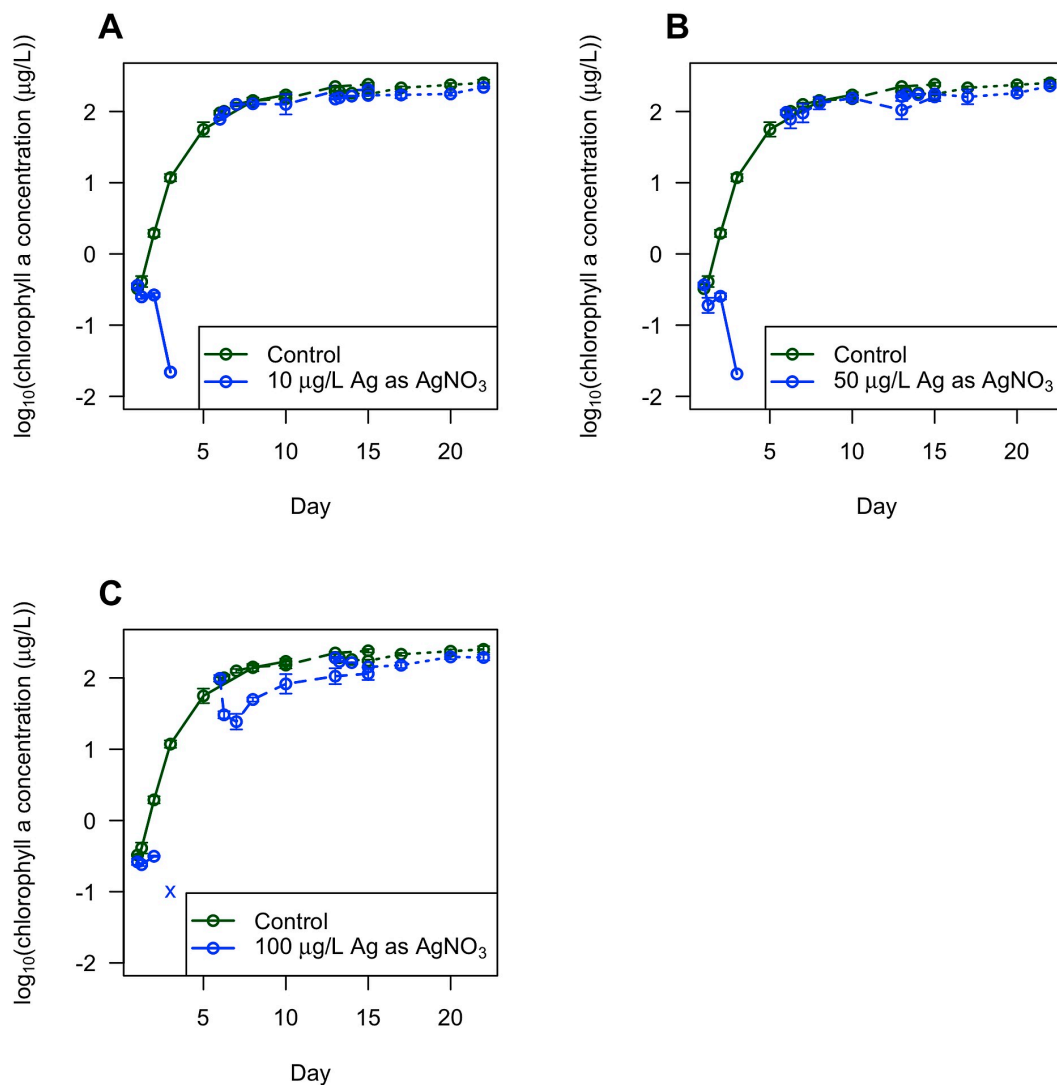 A
log₁₀(chlorophyll a concentration (μg/L))
2
1
0
-1
-2
Control
10 μg/L Ag as AgNO₃
5 10 15 20
Day
B
log₁₀(chlorophyll a concentration (μg/L))
2
1
0
-1
-2
Control
50 μg/L Ag as AgNO₃
5 10 15 20
Day
C
log₁₀(chlorophyll a concentration (μg/L))
2
1
0
-1
-2
x
Control
100 μg/L Ag as AgNO₃
5 10 15 20
Day